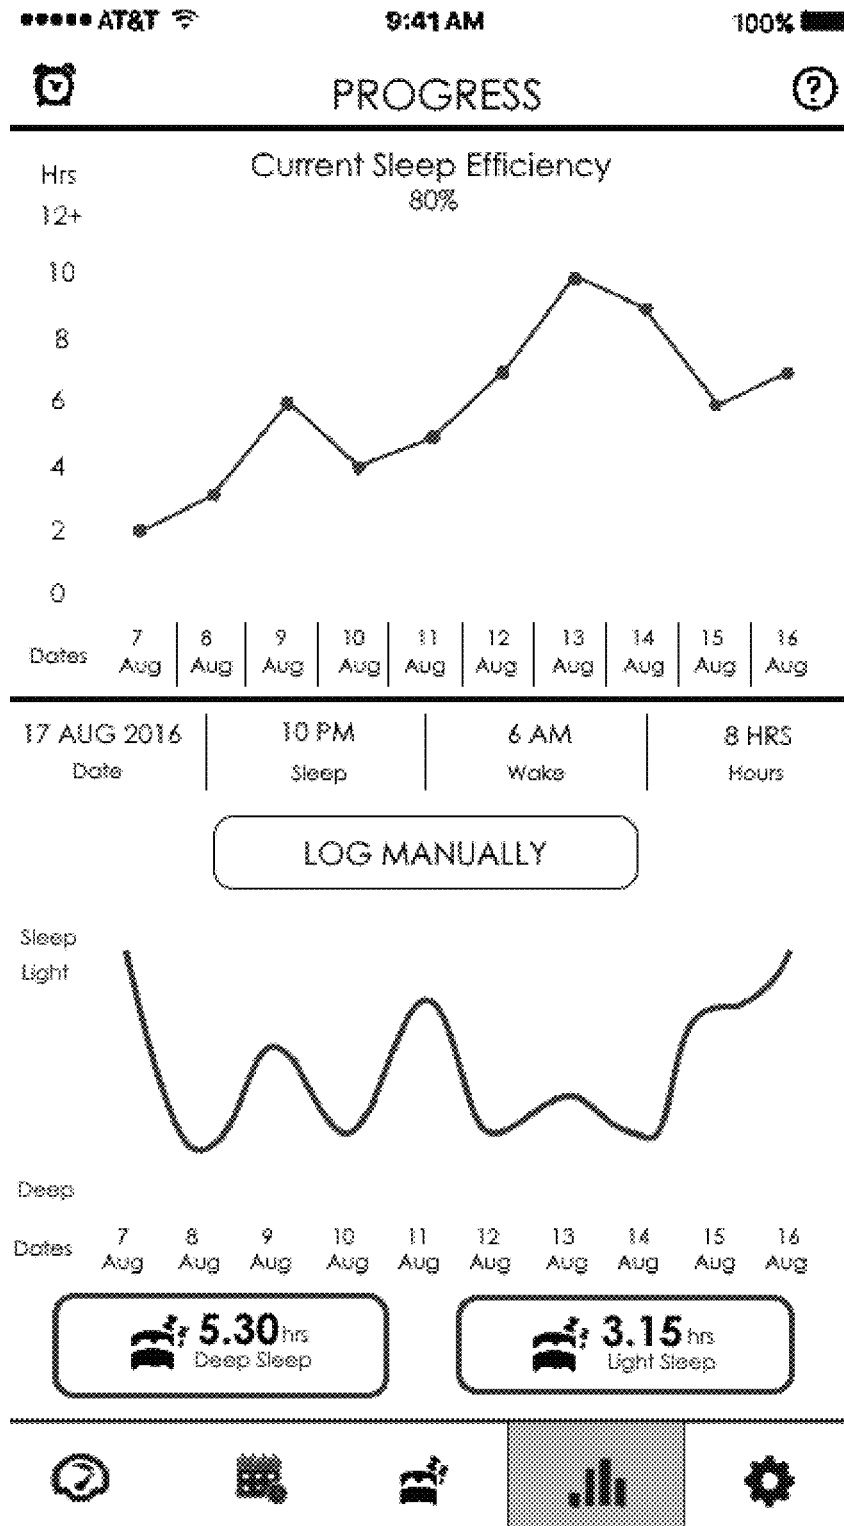 AT&T 9:41 AM 100%
PROGRESS ?
Current Sleep Efficiency
80%
Hrs
12+
10
8
6
4
2
0
Dates 7 Aug 8 Aug 9 Aug 10 Aug 11 Aug 12 Aug 13 Aug 14 Aug 15 Aug 16 Aug
17 AUG 2016 10 PM 6 AM 8 HRS
Date Sleep Wake Hours
LOG MANUALLY
Sleep
Light
Deep
Dates 7 Aug 8 Aug 9 Aug 10 Aug 11 Aug 12 Aug 13 Aug 14 Aug 15 Aug 16 Aug
5.30 hrs 3.15 hrs
Deep Sleep Light Sleep